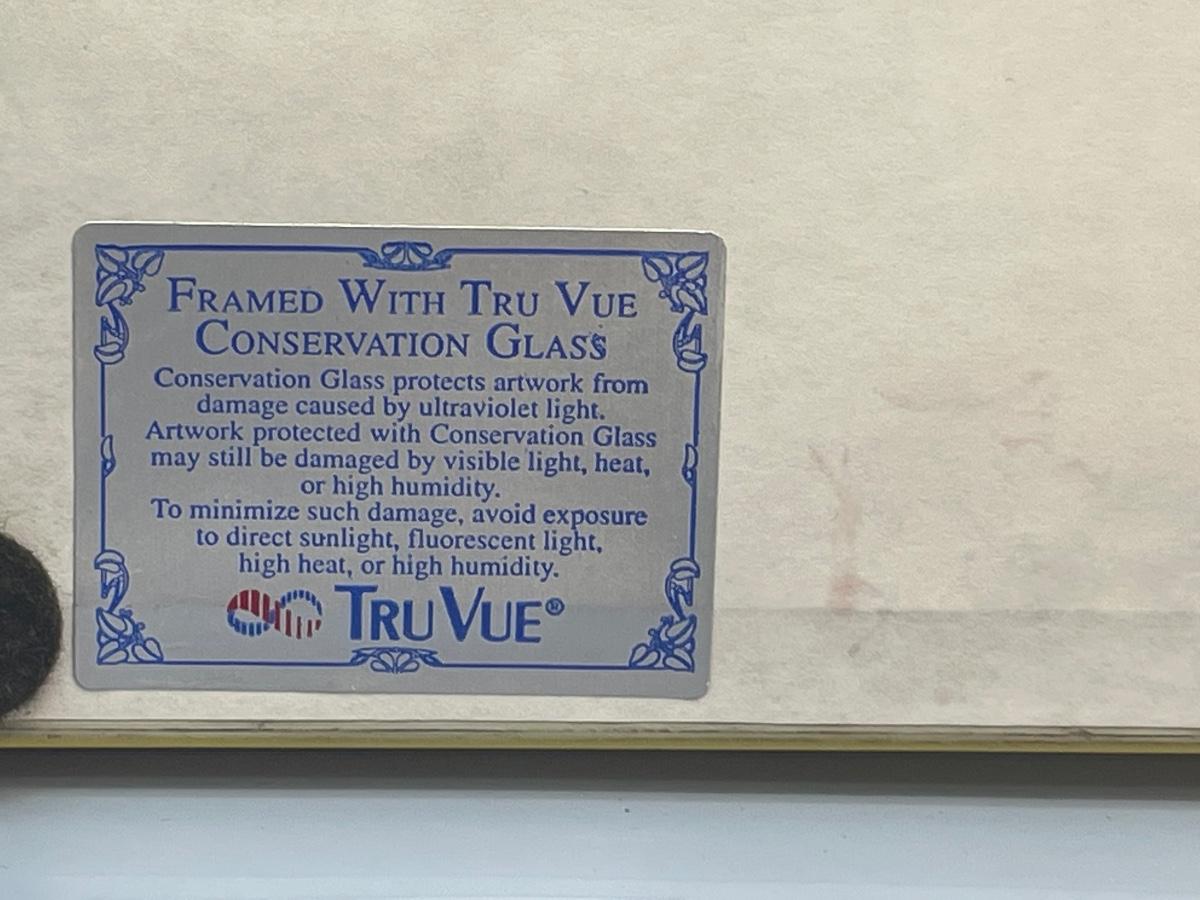 FRAMED WITH TRU VUE
CONSERVATION GLASS
Conservation Glass protects artwork from
damage caused by ultraviolet light.
Artwork protected with Conservation Glass
may still be damaged by visible light, heat,
or high humidity.
To minimize such damage, avoid exposure
to direct sunlight, fluorescent light,
high heat, or high humidity.
TRU VUE®